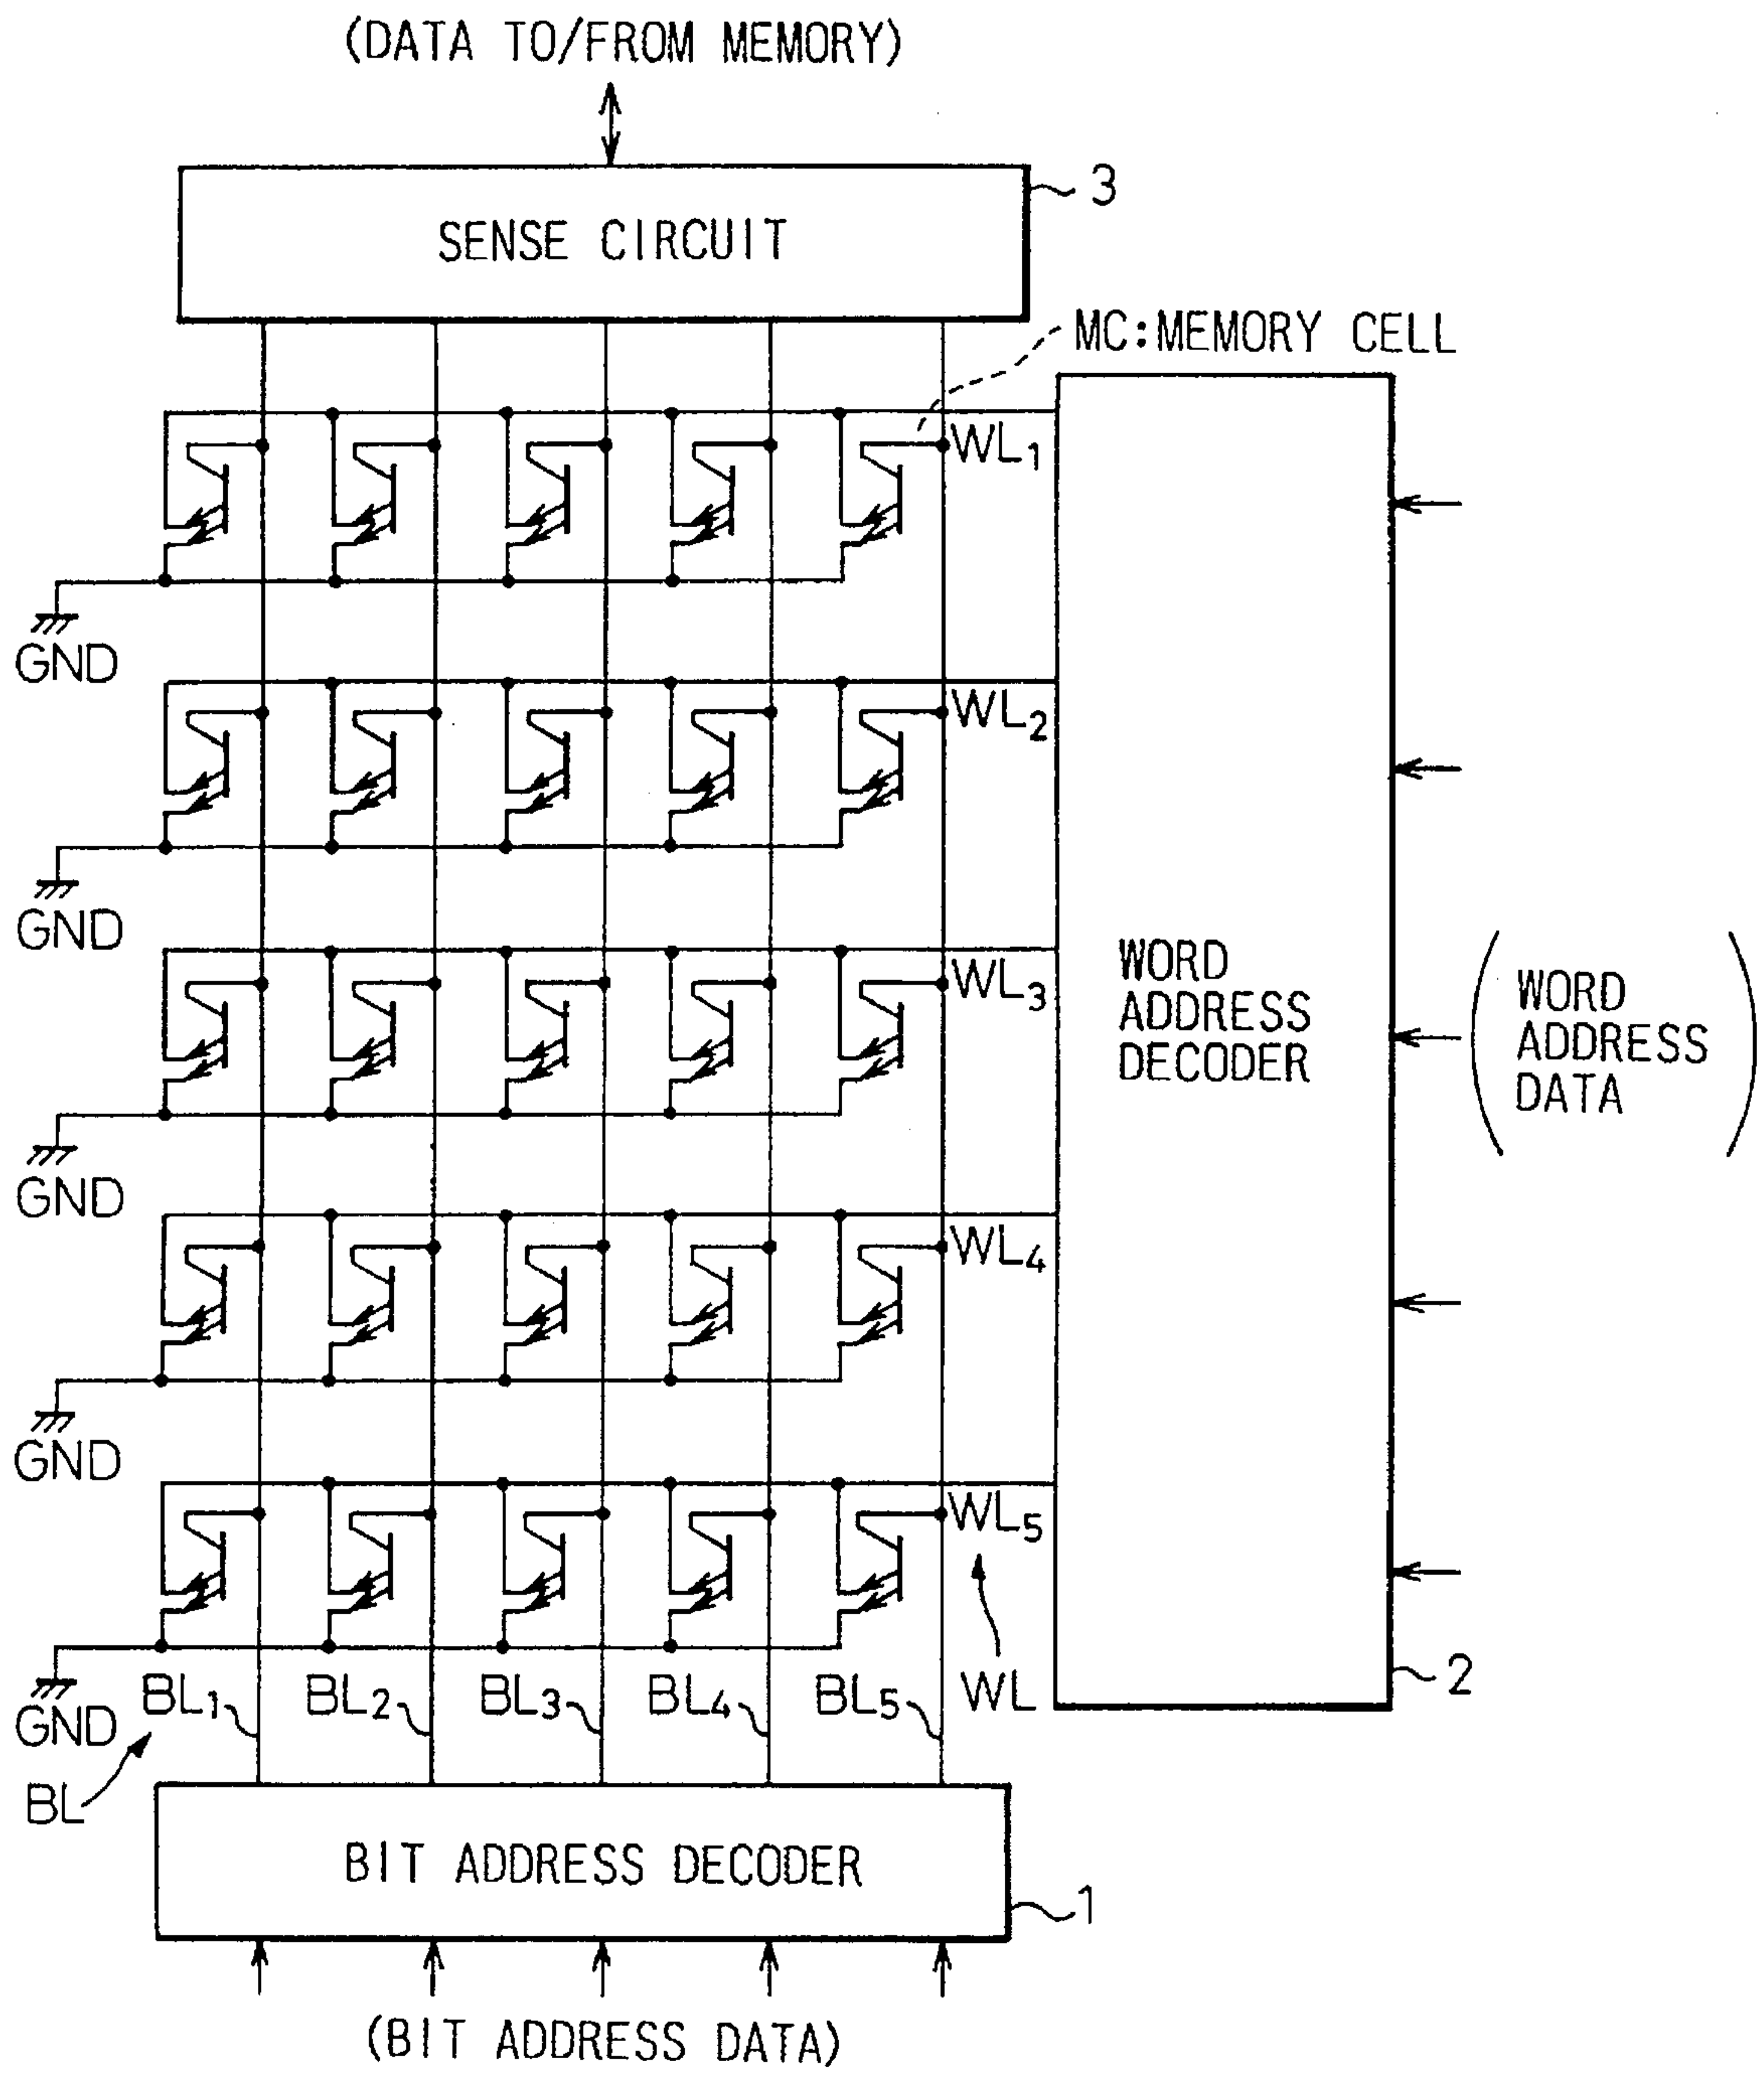 (DATA TO/FROM MEMORY)
SENSE CIRCUIT
3
MC:MEMORY CELL
WL1
GND
WL2
GND
WL3
WORD
ADDRESS
DECODER
(WORD
ADDRESS
DATA)
GND
WL4
GND
WL5
WL
2
GND
BL1
BL2
BL3
BL4
BL5
BL
BIT ADDRESS DECODER
1
(BIT ADDRESS DATA)